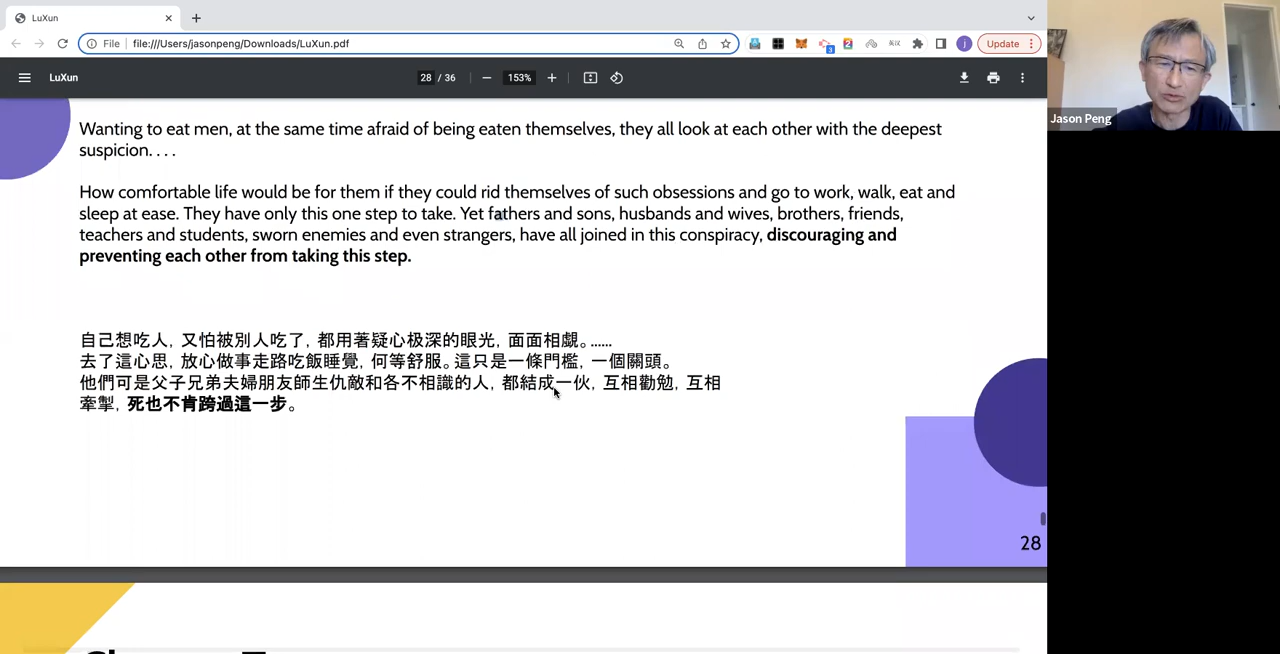 LuXun
File
file:///Users/jasonpeng/Downloads/LuXun.pdf
3
2
j
Update
LuXun
28 / 36
153%
Jason Peng
Wanting to eat men, at the same time afraid of being eaten themselves, they all look at each other with the deepest
suspicion. . . .
How comfortable life would be for them if they could rid themselves of such obsessions and go to work, walk, eat and
sleep at ease. They have only this one step to take. Yet fathers and sons, husbands and wives, brothers, friends,
teachers and students, sworn enemies and even strangers, have all joined in this conspiracy, discouraging and
preventing each other from taking this step.
自己想吃人, 又怕被別人吃了, 都用著疑心极深的眼光, 面面相覷。......
去了這心思, 放心做事走路吃飯睡覺, 何等舒服。這只是一條門檻, 一個關頭。
他們可是父子兄弟夫婦朋友師生仇敵和各不相識的人, 都結成一伙, 互相勸勉, 互相
牽掣, 死也不肯跨過這一步。
28